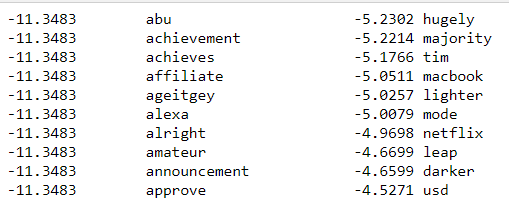 -11.3483 abu -5.2302 hugely
-11.3483 achievement -5.2214 majority
-11.3483 achieves -5.1766 tim
-11.3483 affiliate -5.0511 macbook
-11.3483 ageitgey -5.0257 lighter
-11.3483 alexa -5.0079 mode
-11.3483 alright -4.9698 netflix
-11.3483 amateur -4.6699 leap
-11.3483 announcement -4.6599 darker
-11.3483 approve -4.5271 usd